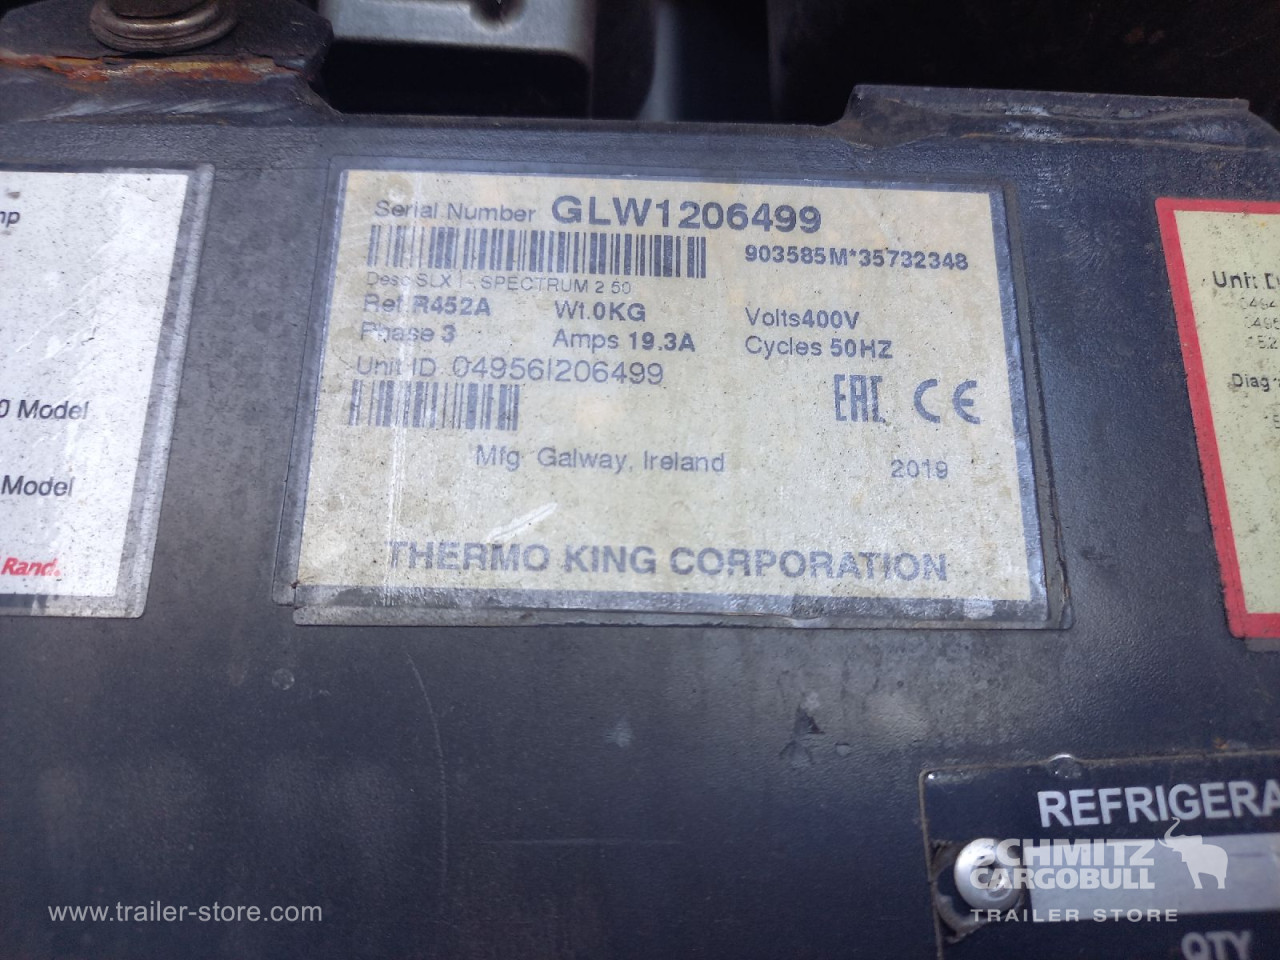 mp
0 Model
Model
Rand.
Serial Number GLW1206499
903585M*35732348
Desc SLX I - SPECTRUM 2 50
Ref. R452A Wt.0KG Volts400V
Phase 3 Amps 19.3A Cycles 50HZ
Unit ID 04956I206499
EAC CE
Mfg. Galway, Ireland 2019
THERMO KING CORPORATION
Unit
Diag
REFRIGERA
QTY
SCHMITZ
CARGOBULL
TRAILER STORE
www.trailer-store.com